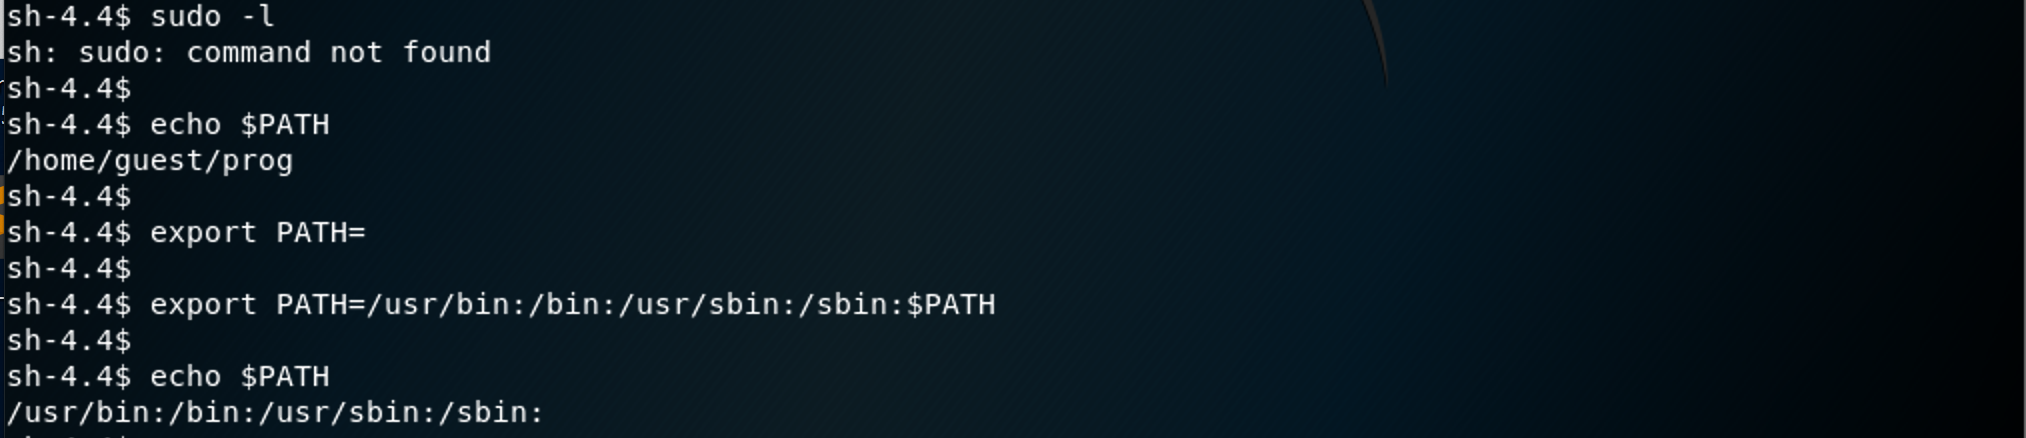 sh-4.4$ sudo -l
sh: sudo: command not found
sh-4.4$
sh-4.4$ echo $PATH
/home/guest/prog
sh-4.4$
sh-4.4$ export PATH=
sh-4.4$
sh-4.4$ export PATH=/usr/bin:/bin:/usr/sbin:/sbin:$PATH
sh-4.4$
sh-4.4$ echo $PATH
/usr/bin:/bin:/usr/sbin:/sbin: